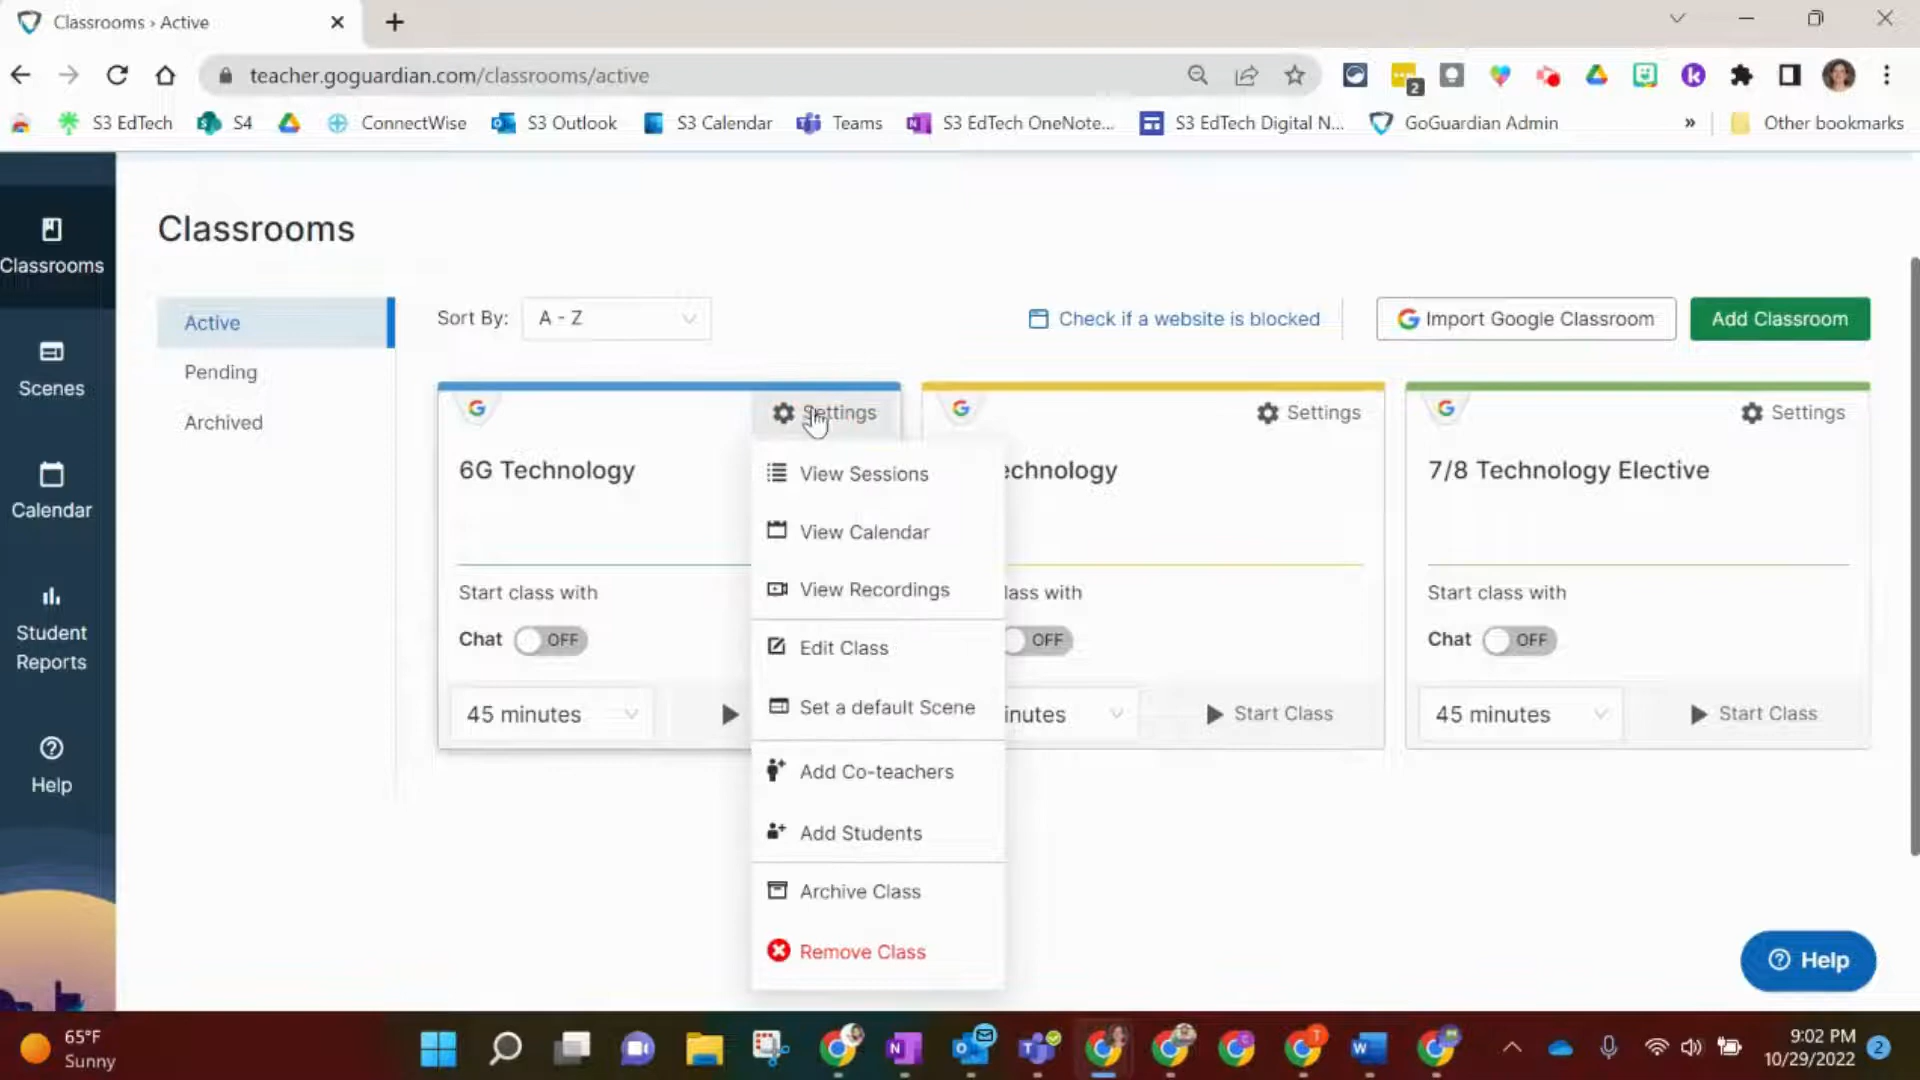 Classrooms › Active
teacher.goguardian.com/classrooms/active
2
S3 EdTech
S4
ConnectWise
S3 Outlook
S3 Calendar
Teams
S3 EdTech OneNote...
S3 EdTech Digital N...
GoGuardian Admin
»
Other bookmarks
Classrooms
Scenes
Calendar
Student
Reports
Help
Classrooms
Active
Pending
Archived
Sort By:
A - Z
Check if a website is blocked
Import Google Classroom
Add Classroom
Settings
6G Technology
Start class with
Chat
OFF
45 minutes
View Sessions
View Calendar
View Recordings
Edit Class
Set a default Scene
Add Co-teachers
Add Students
Archive Class
Remove Class
Settings
echnology
lass with
OFF
inutes
Start Class
Settings
7/8 Technology Elective
Start class with
Chat
OFF
45 minutes
Start Class
Help
65°F
Sunny
9:02 PM
10/29/2022
2